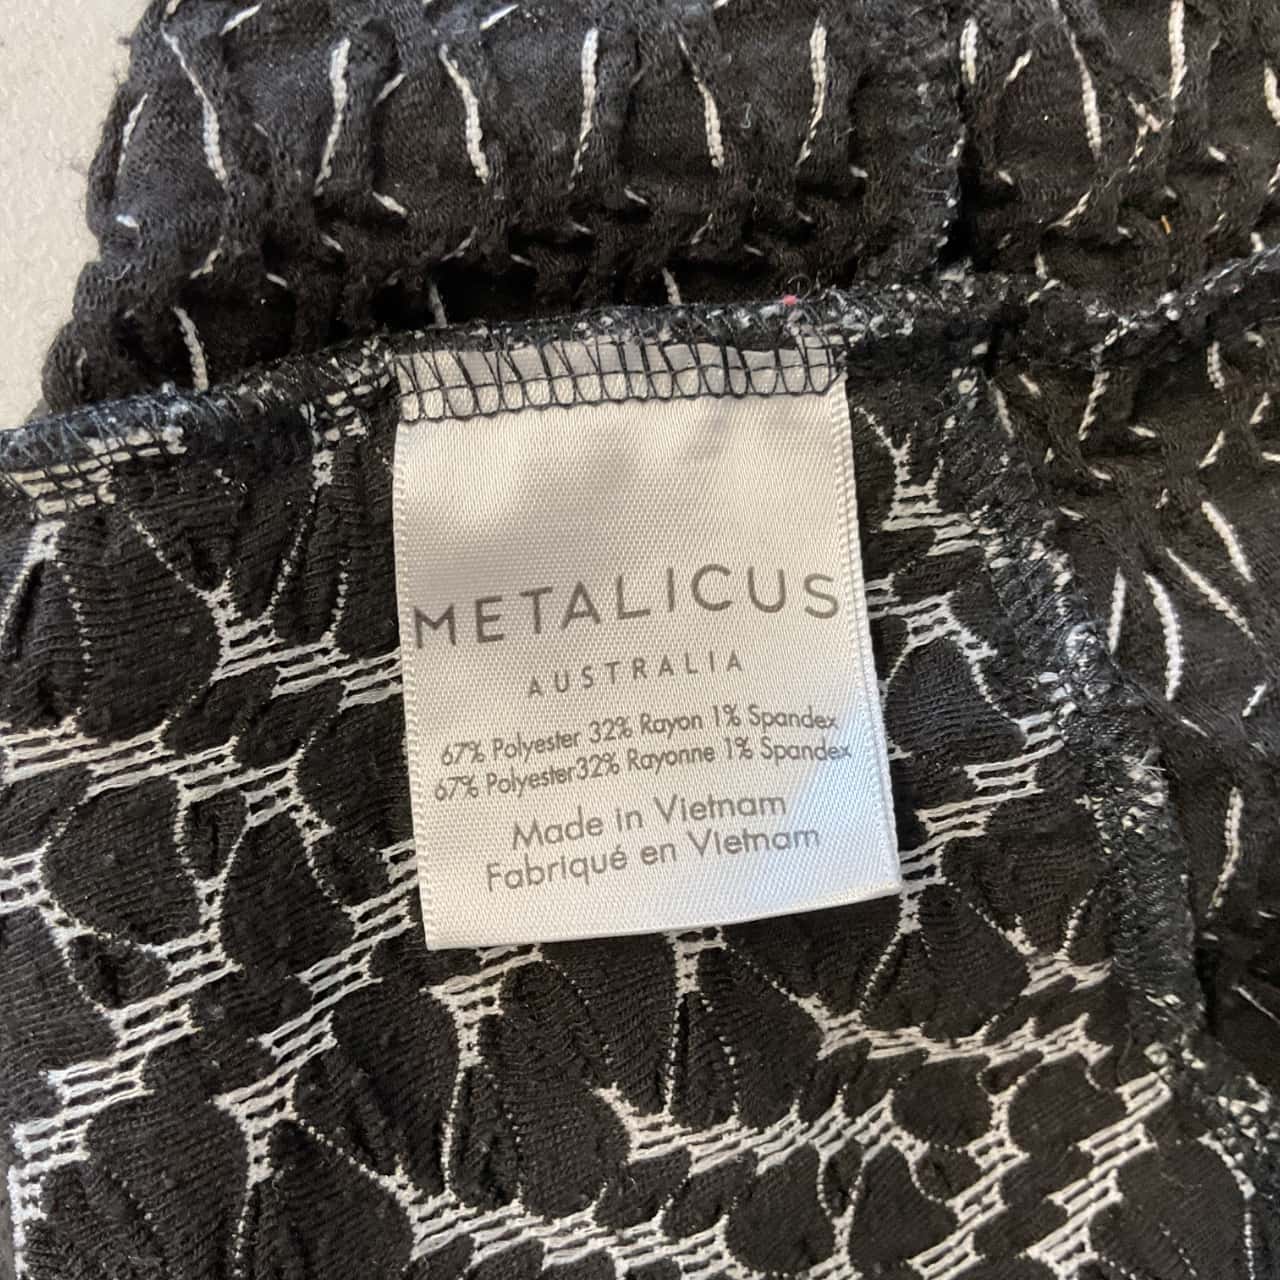 METALICUS
AUSTRALIA
67% Polyester 32% Rayon 1% Spandex
67% Polyester32% Rayonne 1% Spandex
Made in Vietnam
Fabriqué en Vietnam